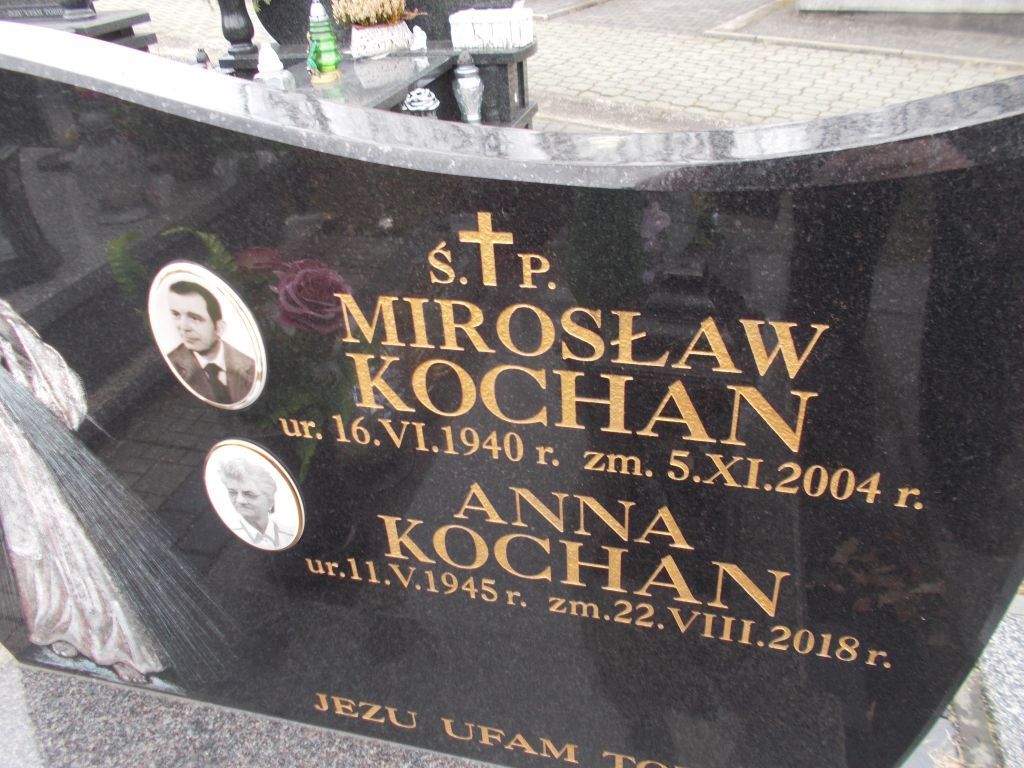 Ś. P.
MIROSŁAW
KOCHAN
ur. 16.VI.1940 r. zm. 5.XI.2004 r.
ANNA
KOCHAN
ur.11.V.1945 r. zm.22.VIII.2018 r.
JEZU UFAM